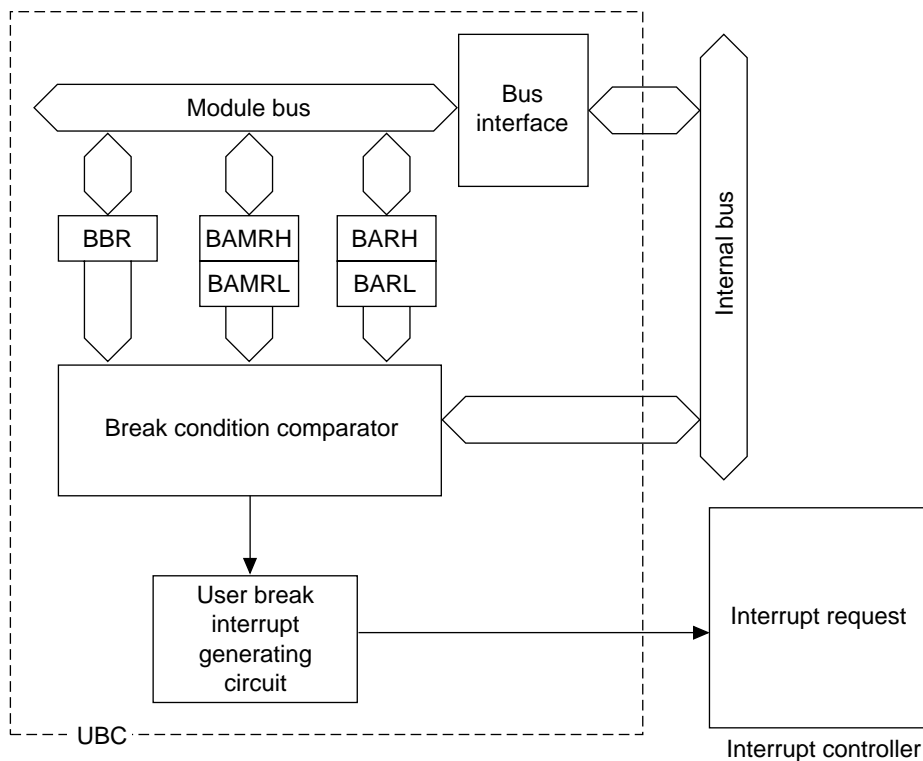 Module bus
Bus
interface
BBR
BAMRH
BARH
BAMRL
BARL
Internal bus
Break condition comparator
User break
interrupt
generating
circuit
Interrupt request
UBC
Interrupt controller